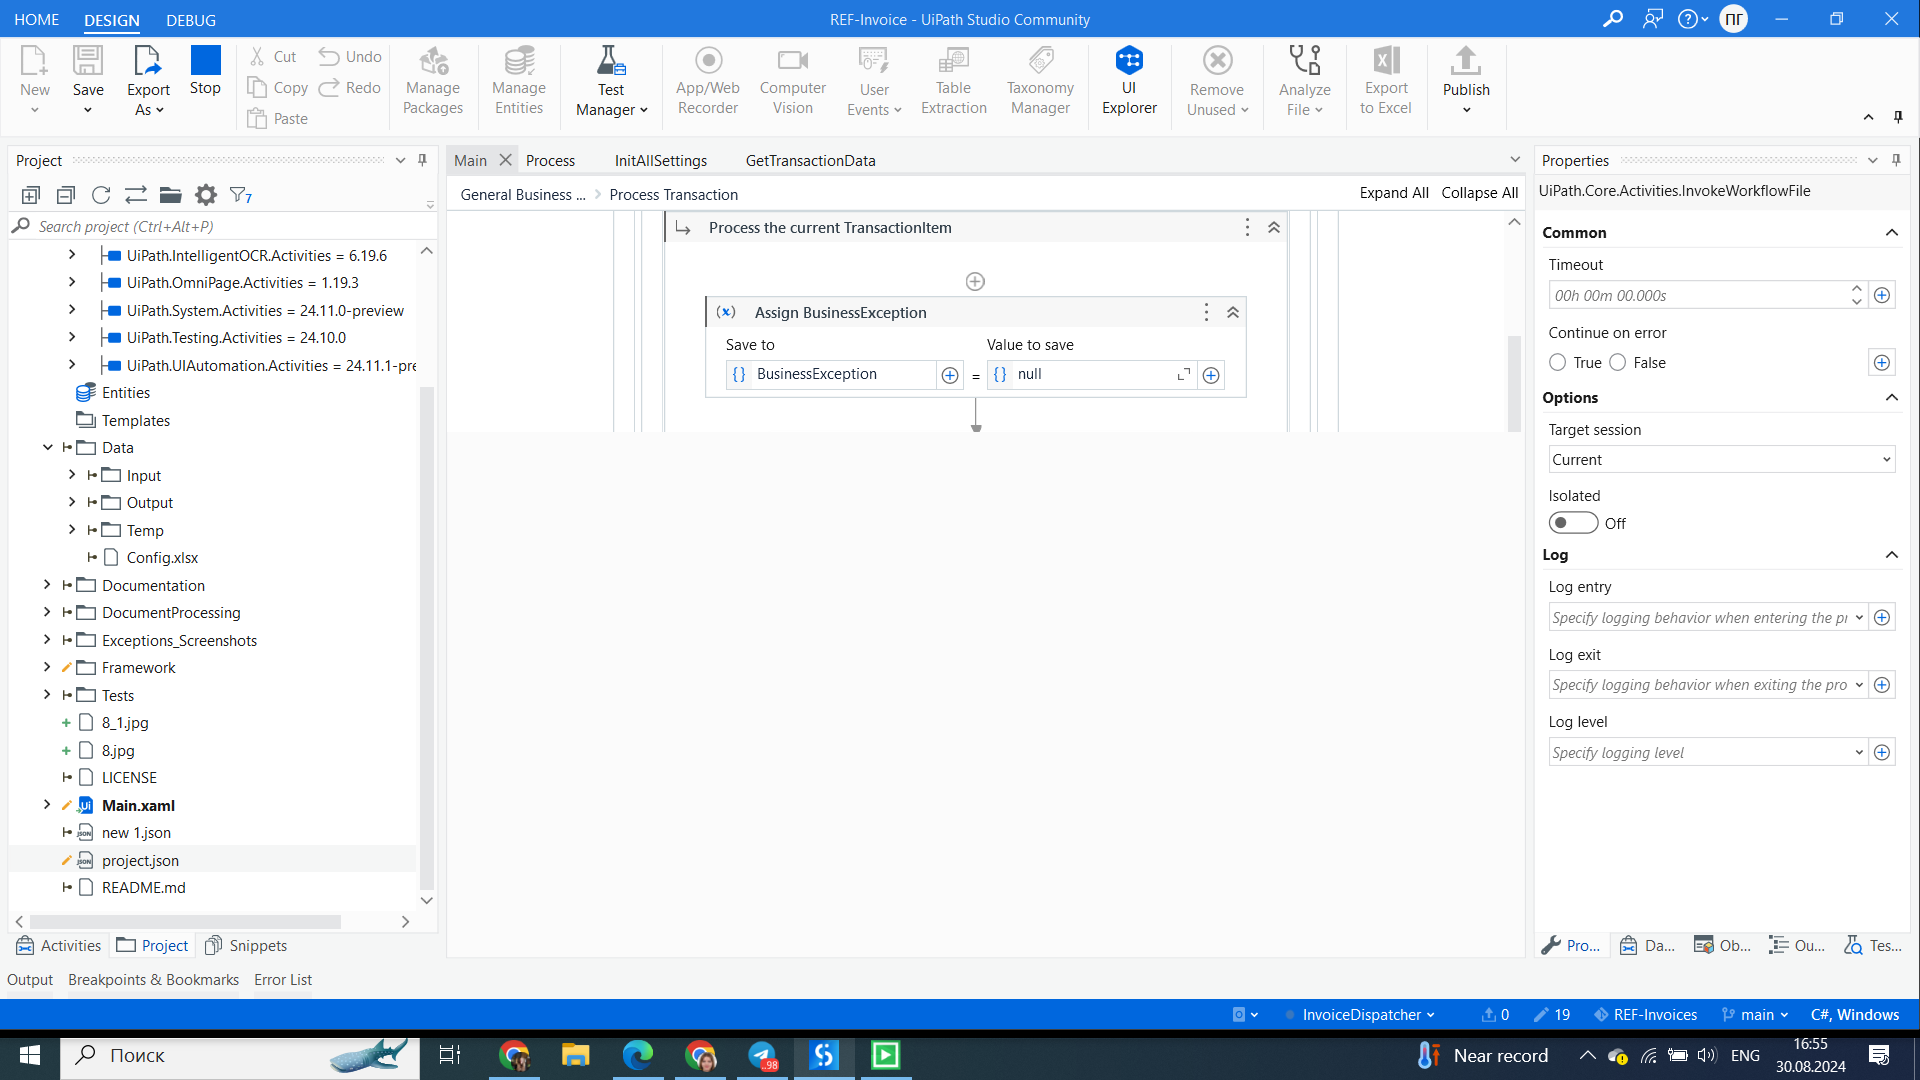 HOME DESIGN DEBUG
REF-Invoice - UiPath Studio Community
ПГ
New
Save
Export As
Stop
Cut
Copy
Paste
Undo
Redo
Manage Packages
Manage Entities
Test Manager
App/Web Recorder
Computer Vision
User Events
Table Extraction
Taxonomy Manager
UI Explorer
Remove Unused
Analyze File
Export to Excel
Publish
Project
7
Search project (Ctrl+Alt+P)
UiPath.IntelligentOCR.Activities = 6.19.6
UiPath.OmniPage.Activities = 1.19.3
UiPath.System.Activities = 24.11.0-preview
UiPath.Testing.Activities = 24.10.0
UiPath.UIAutomation.Activities = 24.11.1-pre
Entities
Templates
Data
Input
Output
Temp
Config.xlsx
Documentation
DocumentProcessing
Exceptions_Screenshots
Framework
Tests
8_1.jpg
8.jpg
LICENSE
Main.xaml
new 1.json
project.json
README.md
Activities Project Snippets
Output Breakpoints & Bookmarks Error List
Main Process InitAllSettings GetTransactionData
General Business ... > Process Transaction
Expand All Collapse All
Process the current TransactionItem
(x) Assign BusinessException
Save to Value to save
{} BusinessException = {} null
Properties
UiPath.Core.Activities.InvokeWorkflowFile
Common
Timeout
00h 00m 00.000s
Continue on error
True False
Options
Target session
Current
Isolated
Off
Log
Log entry
Specify logging behavior when entering the pr
Log exit
Specify logging behavior when exiting the pro
Log level
Specify logging level
Pro... Da... Ob... Ou... Tes...
InvoiceDispatcher 0 19 REF-Invoices main C#, Windows
Поиск
..98
Near record
ENG
16:55
30.08.2024